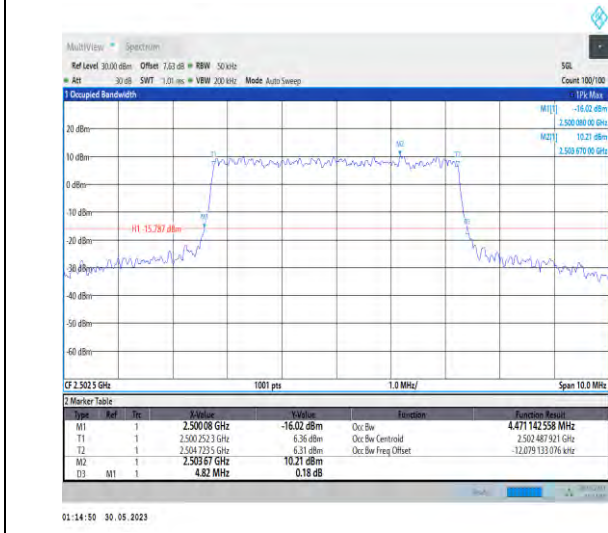 MultiView Spectrum
Ref Level 30.00 dBm Offset 7.63 dB RBW 50 kHz SGL
Att 30 dB SWT 1.01 ms VBW 200 kHz Mode Auto Sweep Count 100/100
1 Occupied Bandwidth 1Pk Max
M1[1] -16.02 dBm
2.500 080 00 GHz
M2[1] 10.21 dBm
2.503 670 00 GHz
20 dBm
M2
10 dBm
T1
0 dBm
-10 dBm
H1 -15.787 dBm
-20 dBm
-30 dBm
-40 dBm
-50 dBm
-60 dBm
CF 2.502 5 GHz 1001 pts 1.0 MHz/ Span 10.0 MHz
2 Marker Table
Type Ref Trc X-Value Y-Value Function Function Result
M1 1 2.500 08 GHz -16.02 dBm Occ Bw 4.471 142 558 MHz
T1 1 2.500 252 3 GHz 6.36 dBm Occ Bw Centroid 2.502 487 921 GHz
T2 1 2.504 723 5 GHz 6.31 dBm Occ Bw Freq Offset -12.079 133 076 kHz
M2 1 2.503 67 GHz 10.21 dBm
D3 M1 1 4.82 MHz 0.18 dB
01:14:50 30.05.2023